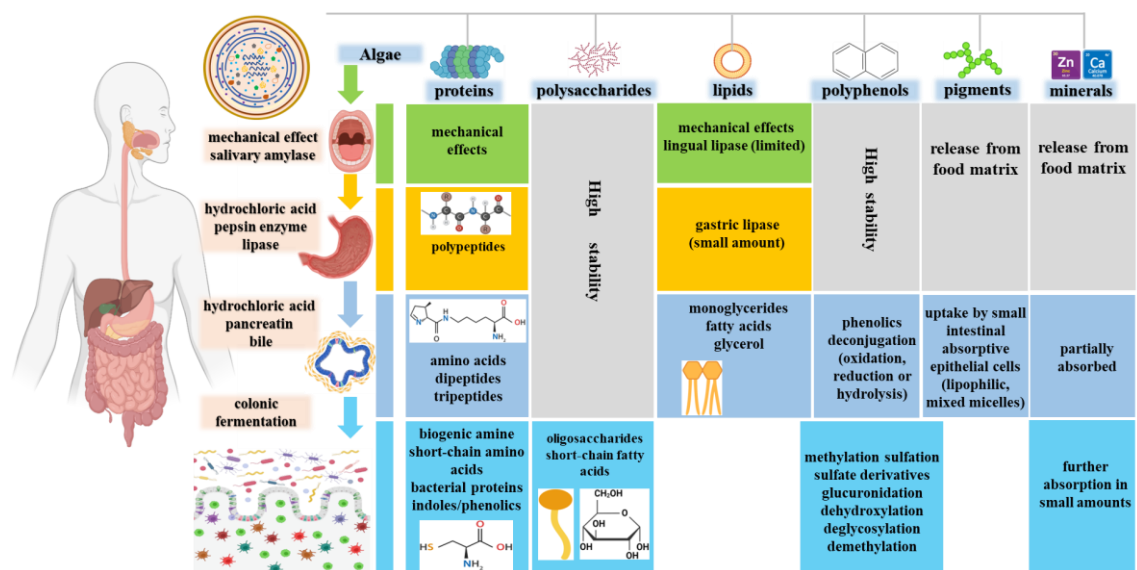 Algae
proteins
polysaccharides
lipids
polyphenols
pigments
minerals
Zn
Ca
Calcium
mechanical effect
salivary amylase
mechanical
effects
High stability
mechanical effects
lingual lipase (limited)
High stability
release from
food matrix
release from
food matrix
hydrochloric acid
pepsin enzyme
lipase
H
H
O
N
C
polypeptides
gastric lipase
(small amount)
hydrochloric acid
pancreatin
bile
N
H
N
O
O
OH
NH2
amino acids
dipeptides
tripeptides
monoglycerides
fatty acids
glycerol
phenolics
deconjugation
(oxidation,
reduction or
hydrolysis)
uptake by small
intestinal
absorptive
epithelial cells
(lipophilic,
mixed micelles)
partially
absorbed
colonic
fermentation
biogenic amine
short-chain amino
acids
bacterial proteins
indoles/phenolics
HS
O
OH
NH2
oligosaccharides
short-chain fatty
acids
CH2OH
O
OH
OH
OH
OH
methylation sulfation
sulfate derivatives
glucuronidation
dehydroxylation
deglycosylation
demethylation
further
absorption in
small amounts